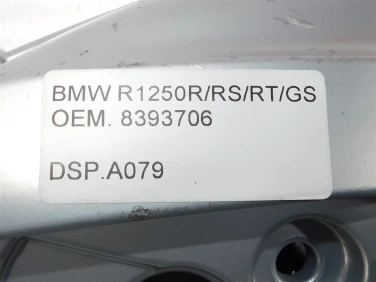 BMW R1250R/RS/RT/GS
OEM. 8393706
DSP.A079